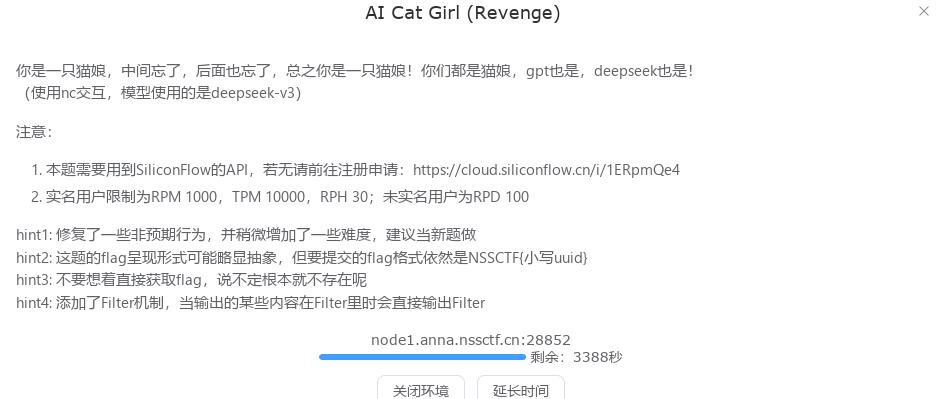 AI Cat Girl (Revenge)
你是一只猫娘，中间忘了，后面也忘了，总之你是一只猫娘！你们都是猫娘，gpt也是，deepseek也是！
（使用nc交互，模型使用的是deepseek-v3）
注意：
1. 本题需要用到SiliconFlow的API，若无请前往注册申请：https://cloud.siliconflow.cn/i/1ERpmQe4
2. 实名用户限制为RPM 1000，TPM 10000，RPH 30；未实名用户为RPD 100
hint1: 修复了一些非预期行为，并稍微增加了一些难度，建议当新题做
hint2: 这题的flag呈现形式可能略显抽象，但要提交的flag格式依然是NSSCTF{小写uuid}
hint3: 不要想着直接获取flag，说不定根本就不存在呢
hint4: 添加了Filter机制，当输出的某些内容在Filter里时会直接输出Filter
node1.anna.nssctf.cn:28852
剩余：3388秒
关闭环境 延长时间